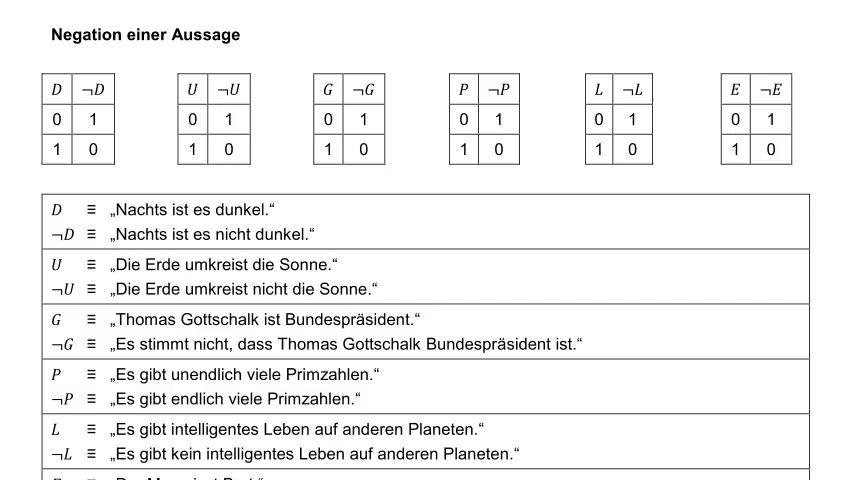 Negation einer Aussage
D ¬D U ¬U G ¬G P ¬P L ¬L E ¬E
0 1 0 1 0 1 0 1 0 1 0 1
1 0 1 0 1 0 1 0 1 0 1 0
D ≡ „Nachts ist es dunkel.“
¬D ≡ „Nachts ist es nicht dunkel.“
U ≡ „Die Erde umkreist die Sonne.“
¬U ≡ „Die Erde umkreist nicht die Sonne.“
G ≡ „Thomas Gottschalk ist Bundespräsident.“
¬G ≡ „Es stimmt nicht, dass Thomas Gottschalk Bundespräsident ist.“
P ≡ „Es gibt unendlich viele Primzahlen.“
¬P ≡ „Es gibt endlich viele Primzahlen.“
L ≡ „Es gibt intelligentes Leben auf anderen Planeten.“
¬L ≡ „Es gibt kein intelligentes Leben auf anderen Planeten.“